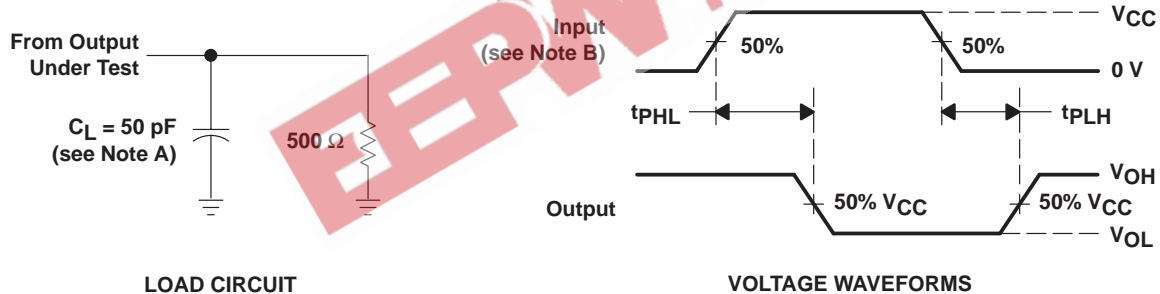 From Output
Under Test
CL = 50 pF
(see Note A)
500 Ω
LOAD CIRCUIT
Input
(see Note B)
50%
50%
VCC
0 V
tPHL
tPLH
Output
50% VCC
50% VCC
VOH
VOL
VOLTAGE WAVEFORMS